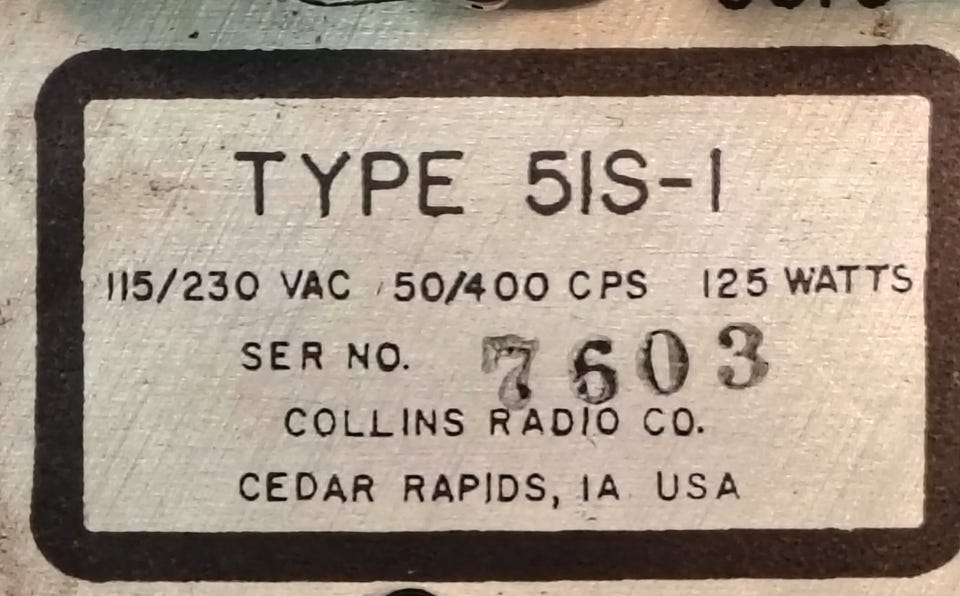 TYPE 51S-1
115/230 VAC 50/400 CPS 125 WATTS
SER NO. 7603
COLLINS RADIO CO.
CEDAR RAPIDS, IA USA